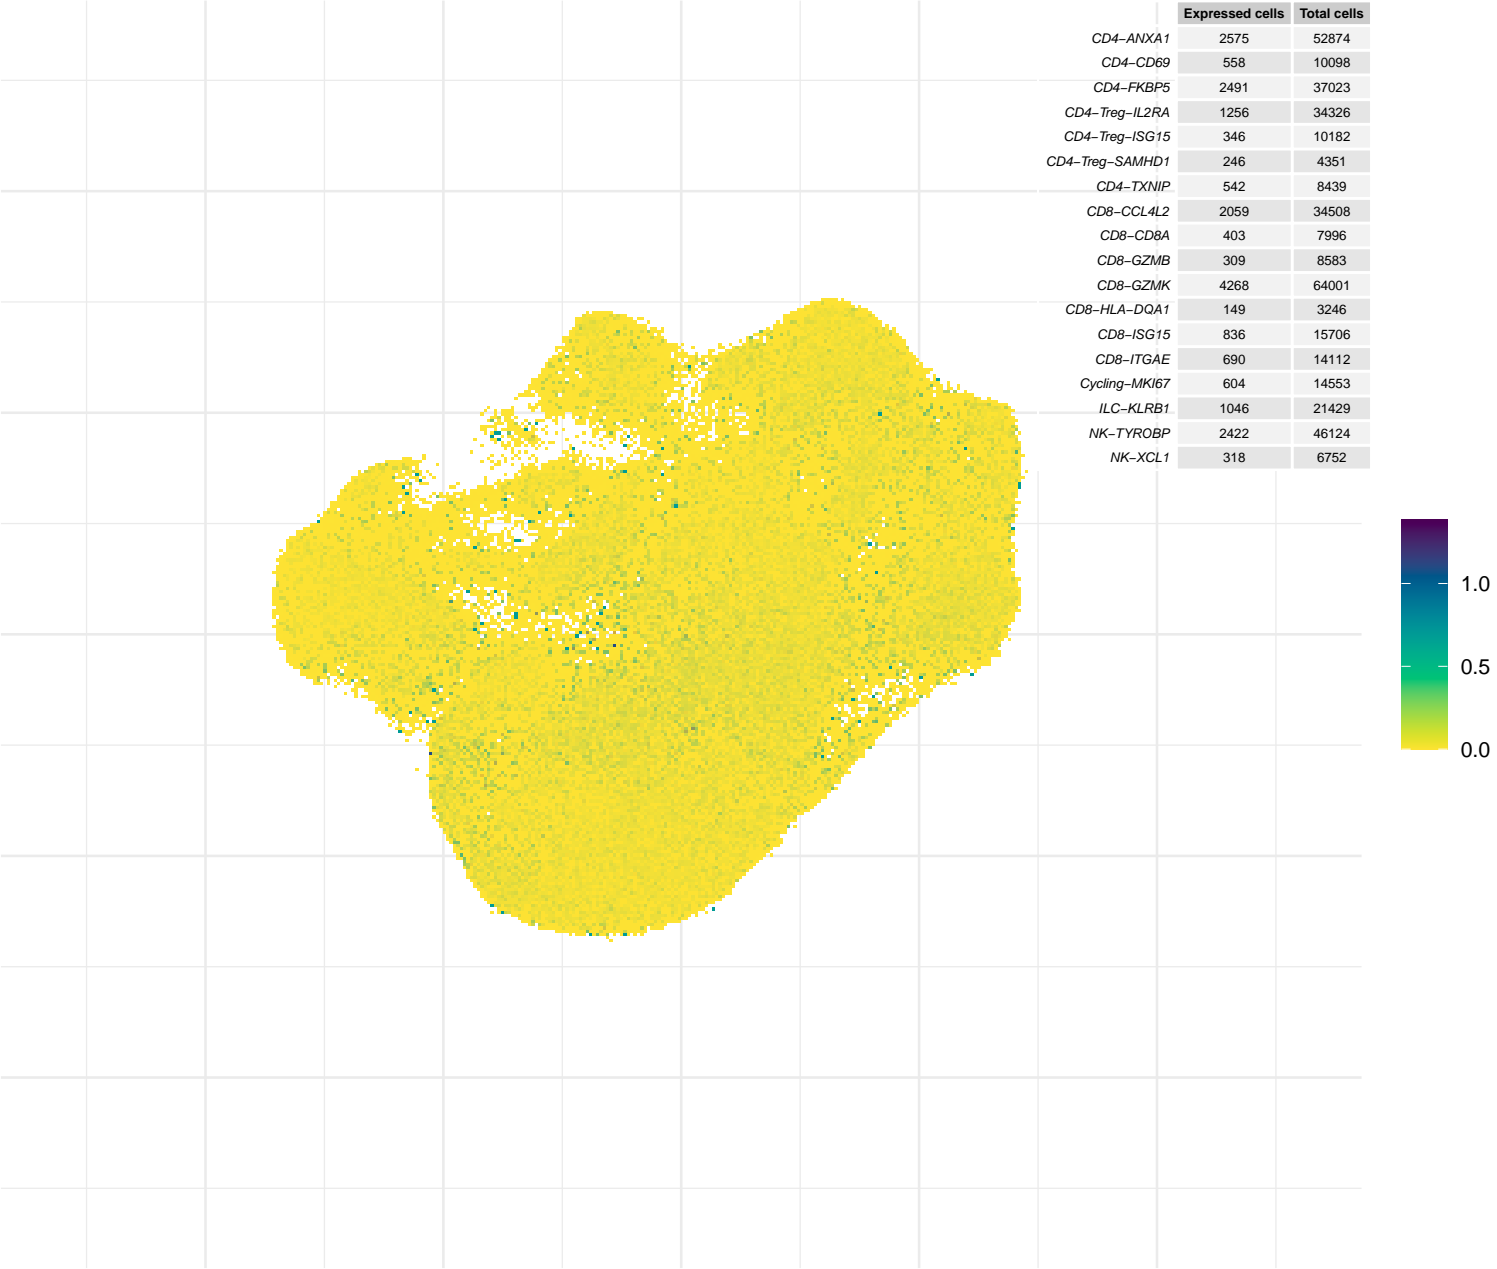 Expressed cells Total cells
CD4−ANXA1 2575 52874
CD4−CD69 558 10098
CD4−FKBP5 2491 37023
CD4−Treg−IL2RA 1256 34326
CD4−Treg−ISG15 346 10182
CD4−Treg−SAMHD1 246 4351
CD4−TXNIP 542 8439
CD8−CCL4L2 2059 34508
CD8−CD8A 403 7996
CD8−GZMB 309 8583
CD8−GZMK 4268 64001
CD8−HLA−DQA1 149 3246
CD8−ISG15 836 15706
CD8−ITGAE 690 14112
Cycling−MKI67 604 14553
ILC−KLRB1 1046 21429
NK−TYROBP 2422 46124
NK−XCL1 318 6752
1.0
0.5
0.0